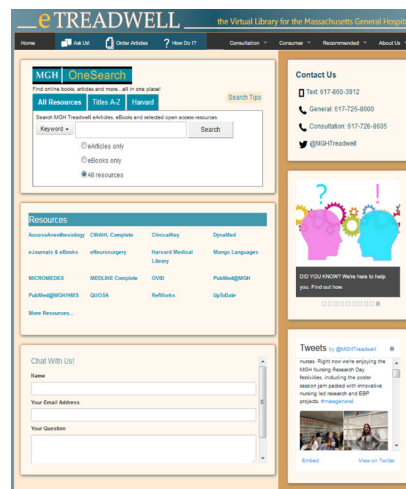 eTREADWELL the Virtual Library for the Massachusetts General Hospital
Home Ask Us! Order Articles ? How Do I? Consultation Consumer Recommended About Us
MGH OneSearch
Find online books, articles and more...all in one place!
All Resources Titles A-Z Harvard Search Tips
Search MGH Treadwell eArticles, eBooks and selected open access resources
Keyword Search
eArticles only
eBooks only
All resources
Resources
AccessAnesthesiology CINAHL Complete ClinicalKey DynaMed
eJournals & eBooks eNeurosurgery Harvard Medical Library Mango Languages
MICROMEDEX MEDLINE Complete OVID PubMed@MGH
PubMed@MGH/HMS QUOSA RefWorks UpToDate
More Resources...
Chat With Us!
Name
Your Email Address
Your Question
Contact Us
Text: 617-860-3812
General: 617-726-8600
Consultation: 617-726-8605
@MGHTreadwell
? !
DID YOU KNOW? We're here to help
you. Find out how.
Tweets by @MGHTreadwell
nurses. Right now we're enjoying the
MGH Nursing Research Day
festivities, including the poster
session jam packed with innovative
nursing led research and EBP
projects. #massgeneral
Embed View on Twitter